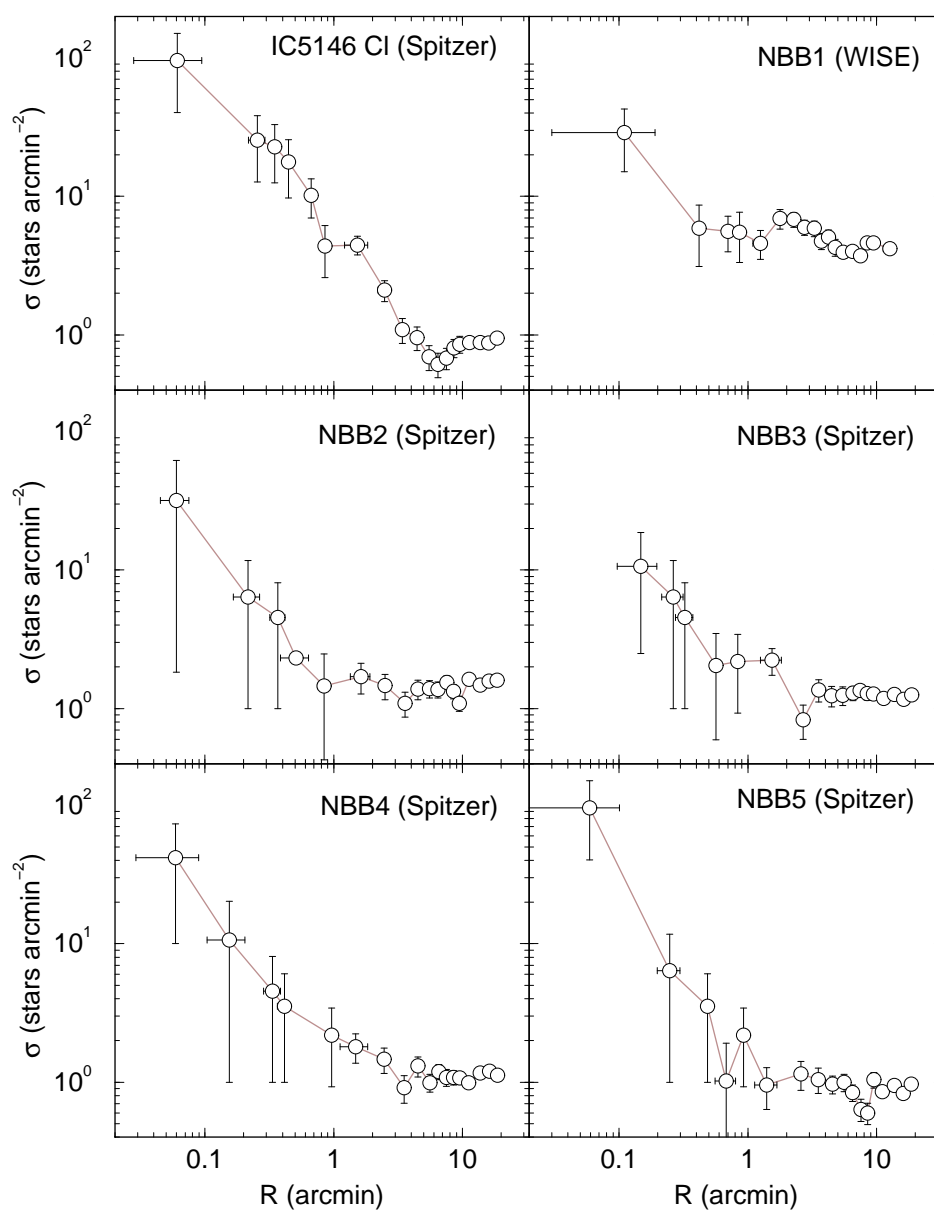 IC5146 Cl (Spitzer)
NBB1 (WISE)
10²
10¹
10⁰
σ (stars arcmin⁻²)
NBB2 (Spitzer)
NBB3 (Spitzer)
10²
10¹
10⁰
σ (stars arcmin⁻²)
NBB4 (Spitzer)
NBB5 (Spitzer)
10²
10¹
10⁰
σ (stars arcmin⁻²)
0.1 1 10
0.1 1 10
R (arcmin)
R (arcmin)